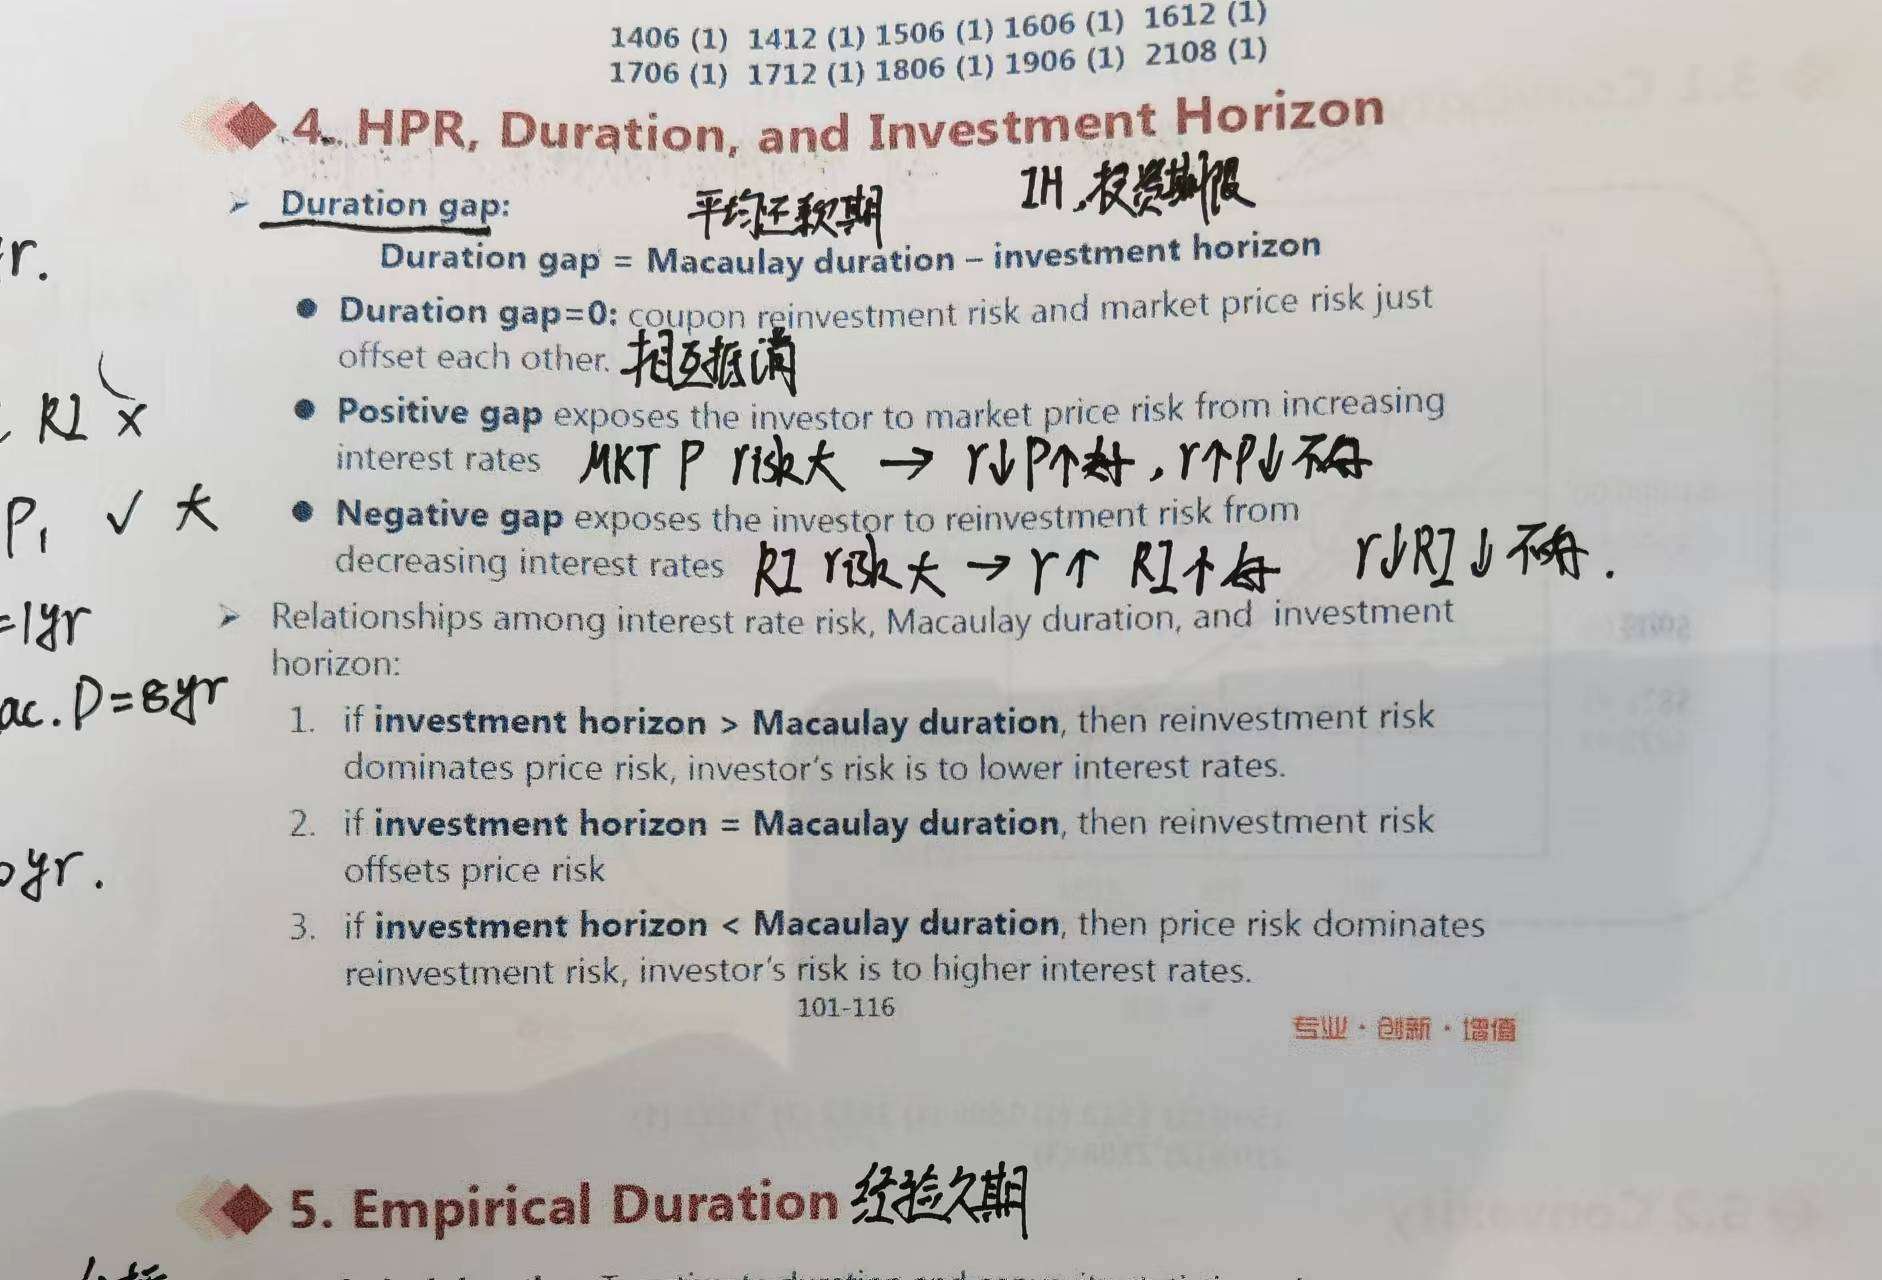 1406 (1) 1412 (1) 1506 (1) 1606 (1) 1612 (1)
1706 (1) 1712 (1) 1806 (1) 1906 (1) 2108 (1)
4. HPR, Duration, and Investment Horizon
Duration gap:
平均还款期
IH,投资期限
Duration gap = Macaulay duration – investment horizon
r.
Duration gap=0: coupon reinvestment risk and market price risk just
offset each other. 相互抵消
RI x
Positive gap exposes the investor to market price risk from increasing
interest rates MKT P risk大 → r↓P↑好, r↑P↓不好
P₁ ✓ 大
Negative gap exposes the investor to reinvestment risk from
decreasing interest rates RI risk大 → r↑ RI↑好 r↓RI↓不好.
=1yr
Relationships among interest rate risk, Macaulay duration, and investment
horizon:
ac. D=8yr
1. if investment horizon > Macaulay duration, then reinvestment risk
dominates price risk, investor's risk is to lower interest rates.
2. if investment horizon = Macaulay duration, then reinvestment risk
offsets price risk
yr.
3. if investment horizon < Macaulay duration, then price risk dominates
reinvestment risk, investor's risk is to higher interest rates.
101-116
专业·创新·增值
5. Empirical Duration 经验久期